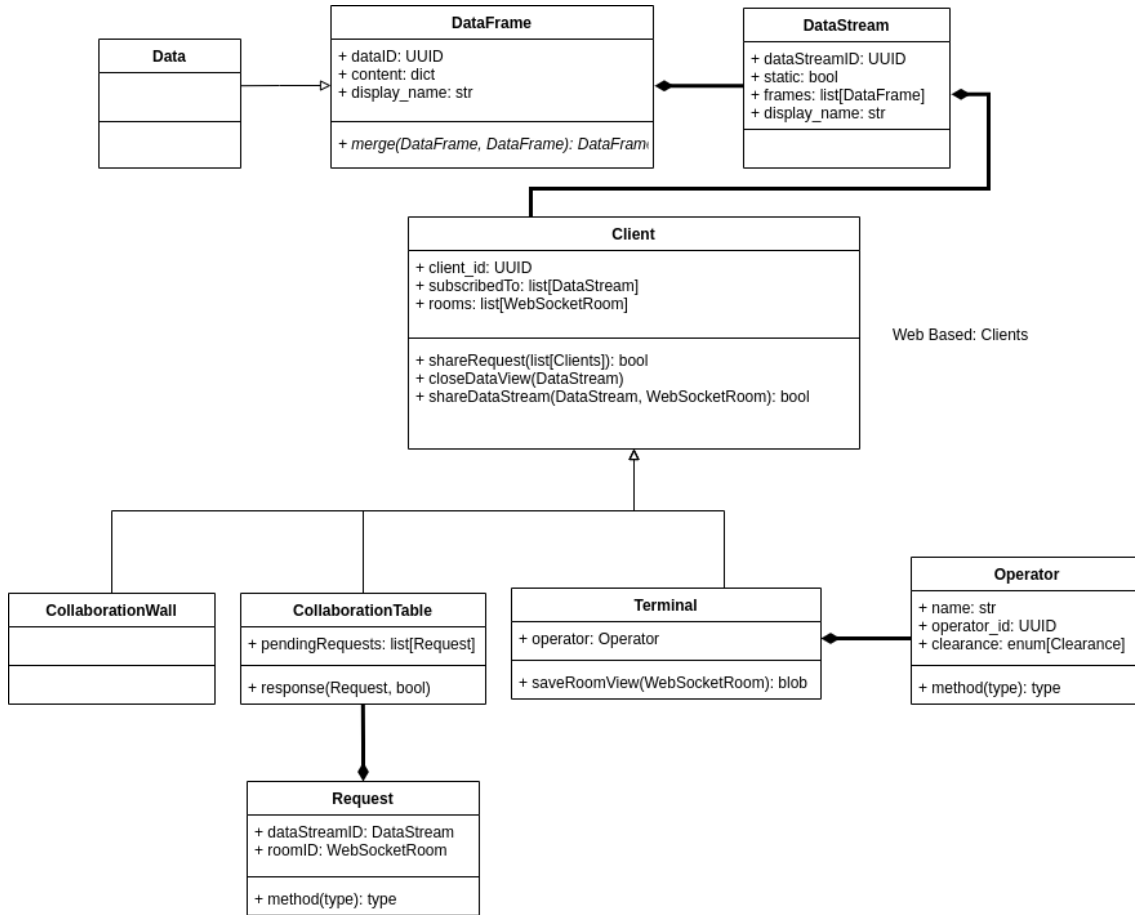 DataFrame
+ dataID: UUID
+ content: dict
+ display_name: str
+ merge(DataFrame, DataFrame): DataFrame
Data
DataStream
+ dataStreamID: UUID
+ static: bool
+ frames: list[DataFrame]
+ display_name: str
Client
+ client_id: UUID
+ subscribedTo: list[DataStream]
+ rooms: list[WebSocketRoom]
+ shareRequest(list[Clients]): bool
+ closeDataView(DataStream)
+ shareDataStream(DataStream, WebSocketRoom): bool
Web Based: Clients
CollaborationWall
CollaborationTable
+ pendingRequests: list[Request]
+ response(Request, bool)
Terminal
+ operator: Operator
+ saveRoomView(WebSocketRoom): blob
Operator
+ name: str
+ operator_id: UUID
+ clearance: enum[Clearance]
+ method(type): type
Request
+ dataStreamID: DataStream
+ roomID: WebSocketRoom
+ method(type): type